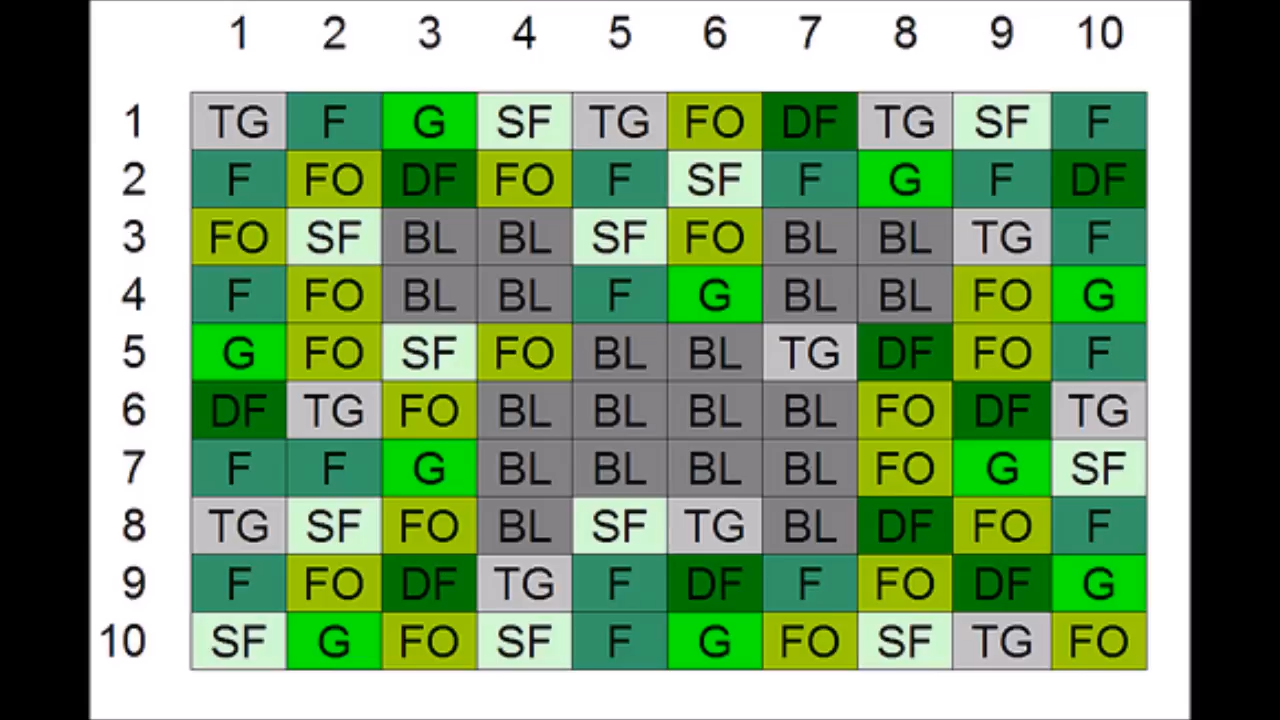 1 2 3 4 5 6 7 8 9 10
1 TG F G SF TG FO DF TG SF F
2 F FO DF FO F SF F G F DF
3 FO SF BL BL SF FO BL BL TG F
4 F FO BL BL F G BL BL FO G
5 G FO SF FO BL BL TG DF FO F
6 DF TG FO BL BL BL BL FO DF TG
7 F F G BL BL BL BL FO G SF
8 TG SF FO BL SF TG BL DF FO F
9 F FO DF TG F DF F FO DF G
10 SF G FO SF F G FO SF TG FO